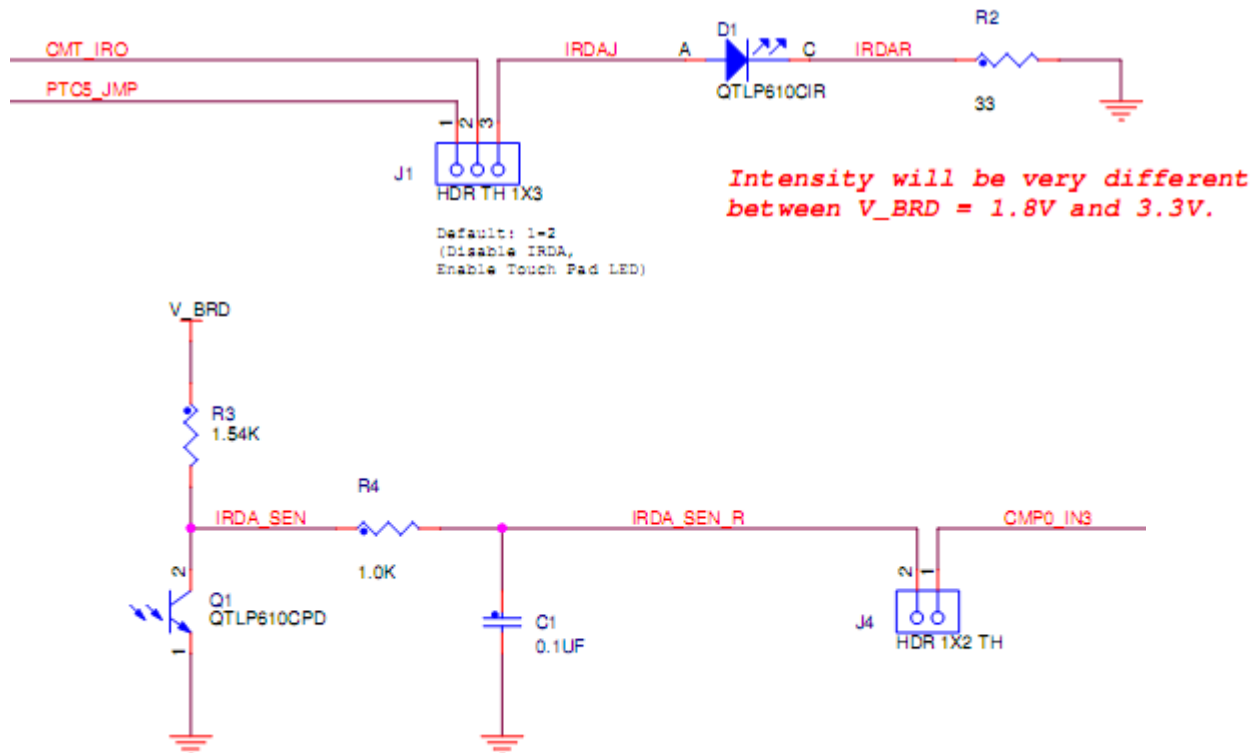 CMT_IRO
PTC5_JMP
1
2
3
J1
HDR TH 1X3
Default: 1-2
(Disable IRDA,
Enable Touch Pad LED)
IRDAJ
A
D1
C
QTLP610CIR
IRDAR
R2
33
Intensity will be very different
between V_BRD = 1.8V and 3.3V.
V_BRD
R3
1.54K
IRDA_SEN
R4
1.0K
IRDA_SEN_R
CMP0_IN3
2
Q1
QTLP610CPD
1
C1
0.1UF
2
1
J4
HDR 1X2 TH